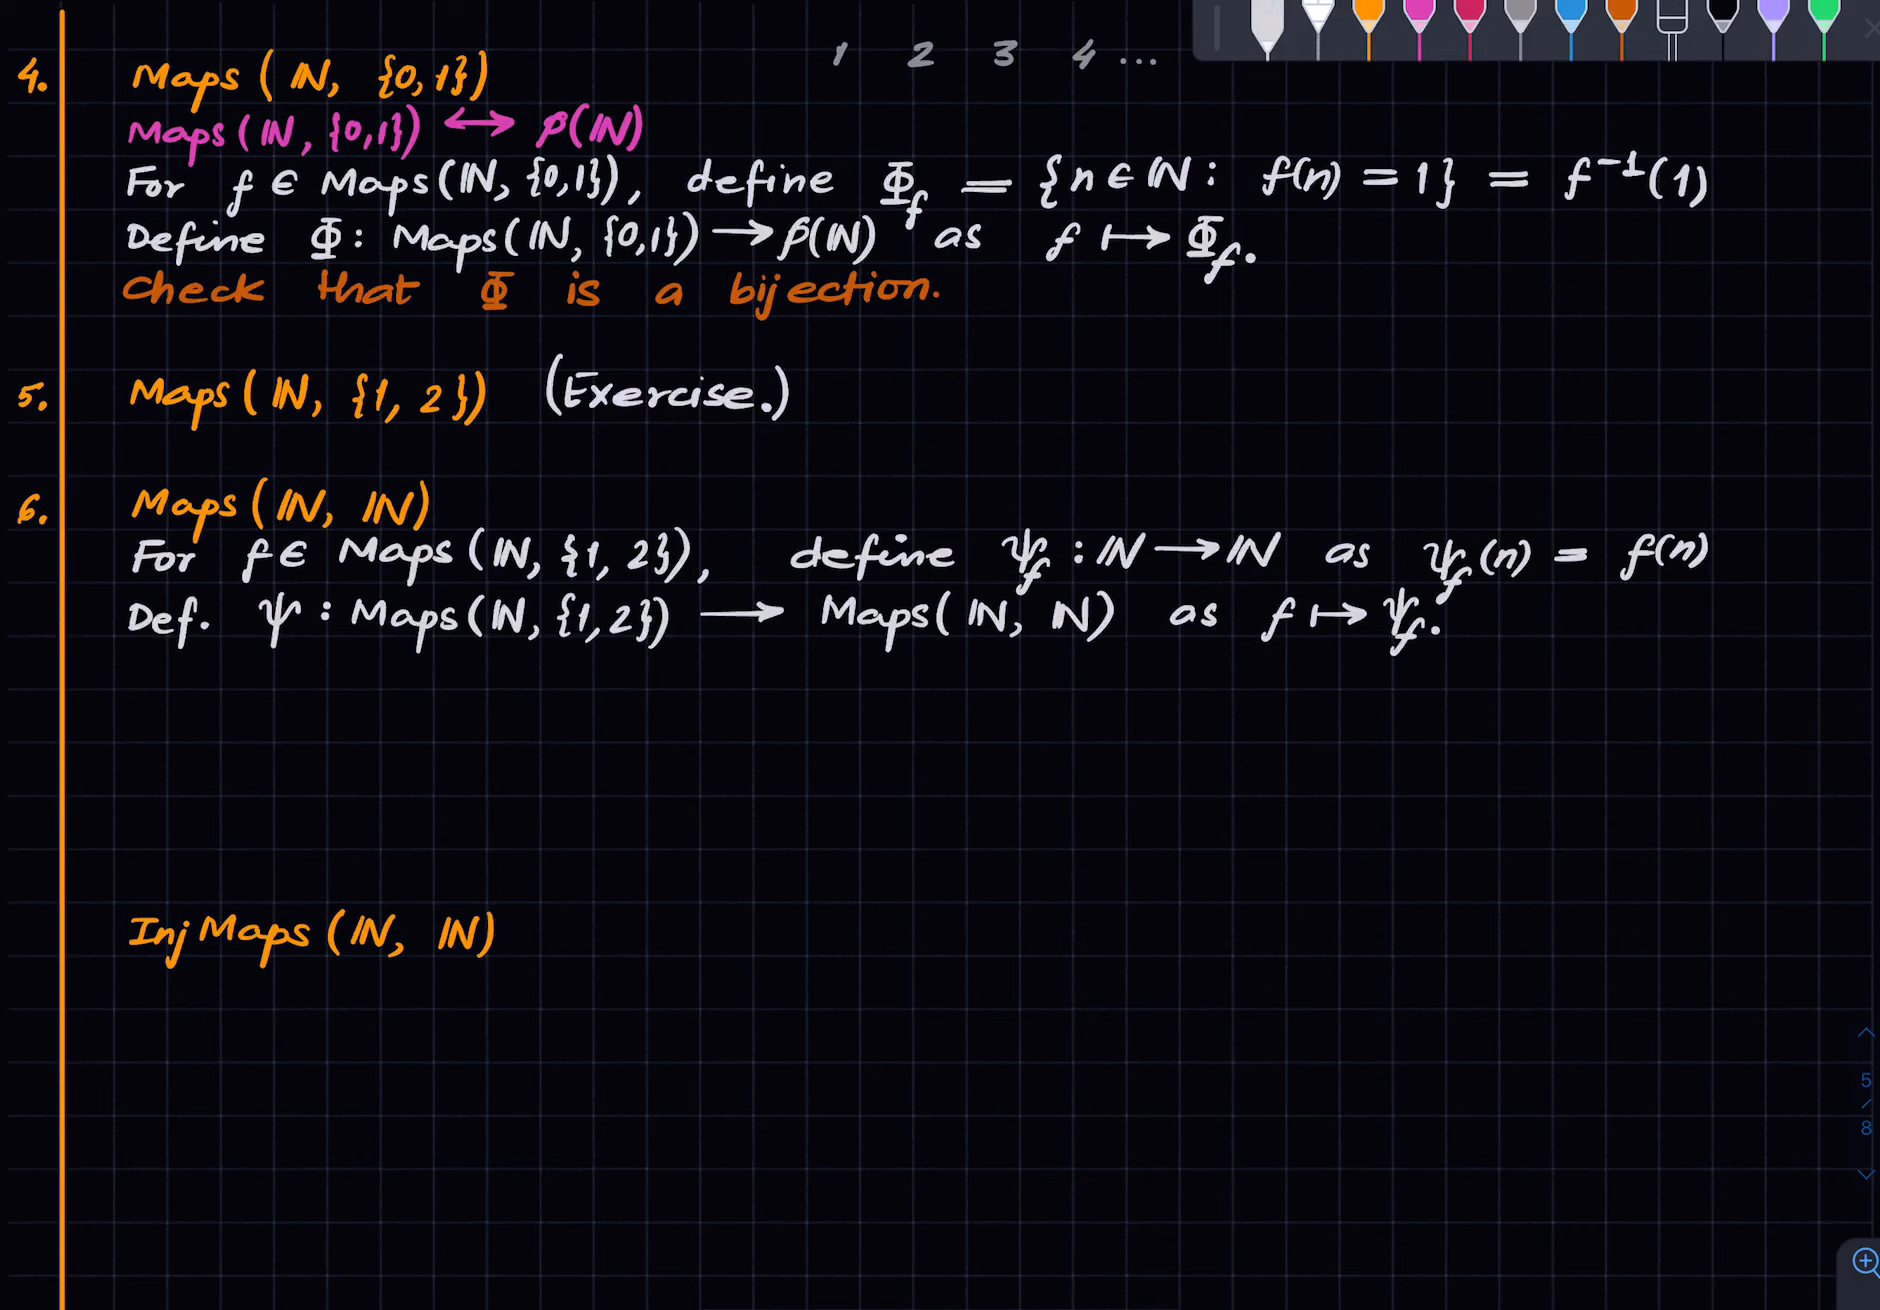 1 2 3 4 ...
4. Maps (ℕ, {0,1})
Maps (ℕ, {0,1}) ↔ 𝒫(ℕ)
For f ∈ Maps (ℕ, {0,1}), define Φ_f = {n ∈ ℕ : f(n) = 1} = f⁻¹(1)
Define Φ : Maps (ℕ, {0,1}) → 𝒫(ℕ) as f ↦ Φ_f.
Check that Φ is a bijection.
5. Maps (ℕ, {1, 2}) (Exercise.)
6. Maps (ℕ, ℕ)
For f ∈ Maps (ℕ, {1, 2}), define ψ_f : ℕ → ℕ as ψ_f (n) = f(n)
Def. ψ : Maps (ℕ, {1,2}) → Maps (ℕ, ℕ) as f ↦ ψ_f.
Inj Maps (ℕ, ℕ)
5
/
8